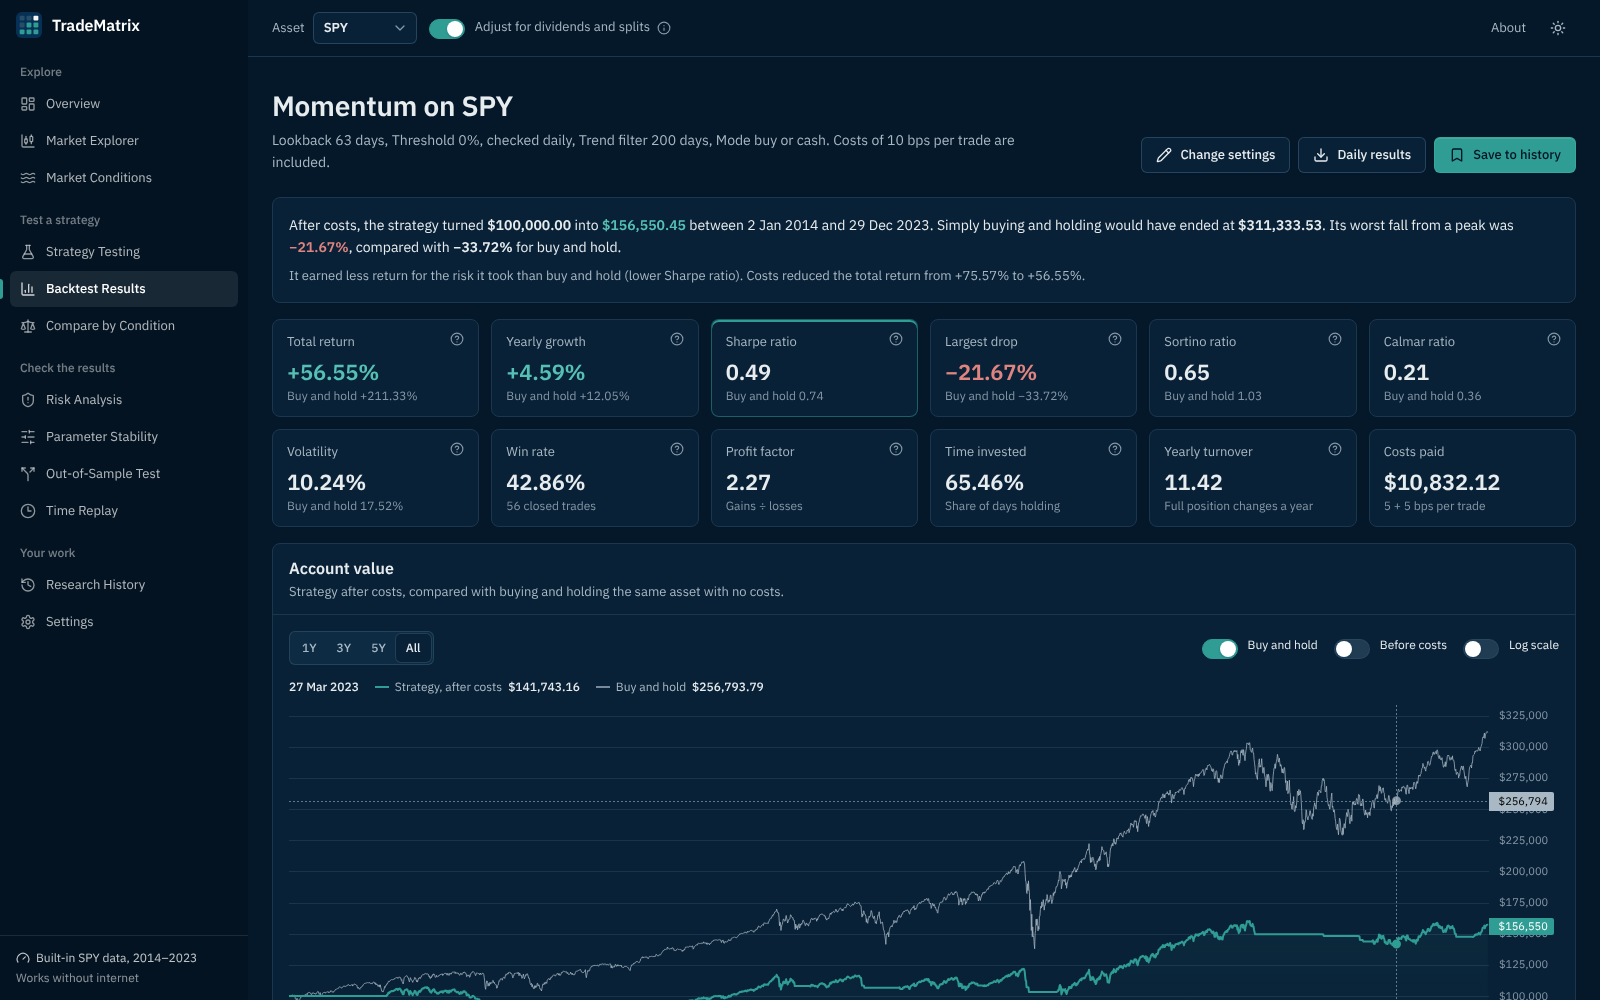 TradeMatrix
Explore
Overview
Market Explorer
Market Conditions
Test a strategy
Strategy Testing
Backtest Results
Compare by Condition
Check the results
Risk Analysis
Parameter Stability
Out-of-Sample Test
Time Replay
Your work
Research History
Settings
Built-in SPY data, 2014–2023
Works without internet
Asset SPY Adjust for dividends and splits
About
Momentum on SPY
Lookback 63 days, Threshold 0%, checked daily, Trend filter 200 days, Mode buy or cash. Costs of 10 bps per trade are
included.
Change settings
Daily results
Save to history
After costs, the strategy turned $100,000.00 into $156,550.45 between 2 Jan 2014 and 29 Dec 2023. Simply buying and holding would have ended at $311,333.53. Its worst fall from a peak was
−21.67%, compared with −33.72% for buy and hold.
It earned less return for the risk it took than buy and hold (lower Sharpe ratio). Costs reduced the total return from +75.57% to +56.55%.
Total return
+56.55%
Buy and hold +211.33%
Yearly growth
+4.59%
Buy and hold +12.05%
Sharpe ratio
0.49
Buy and hold 0.74
Largest drop
−21.67%
Buy and hold −33.72%
Sortino ratio
0.65
Buy and hold 1.03
Calmar ratio
0.21
Buy and hold 0.36
Volatility
10.24%
Buy and hold 17.52%
Win rate
42.86%
56 closed trades
Profit factor
2.27
Gains ÷ losses
Time invested
65.46%
Share of days holding
Yearly turnover
11.42
Full position changes a year
Costs paid
$10,832.12
5 + 5 bps per trade
Account value
Strategy after costs, compared with buying and holding the same asset with no costs.
1Y 3Y 5Y All
Buy and hold Before costs Log scale
27 Mar 2023 Strategy, after costs $141,743.16 Buy and hold $256,793.79
$325,000
$300,000
$275,000
$256,794
$225,000
$200,000
$175,000
$156,550
$125,000
$100,000